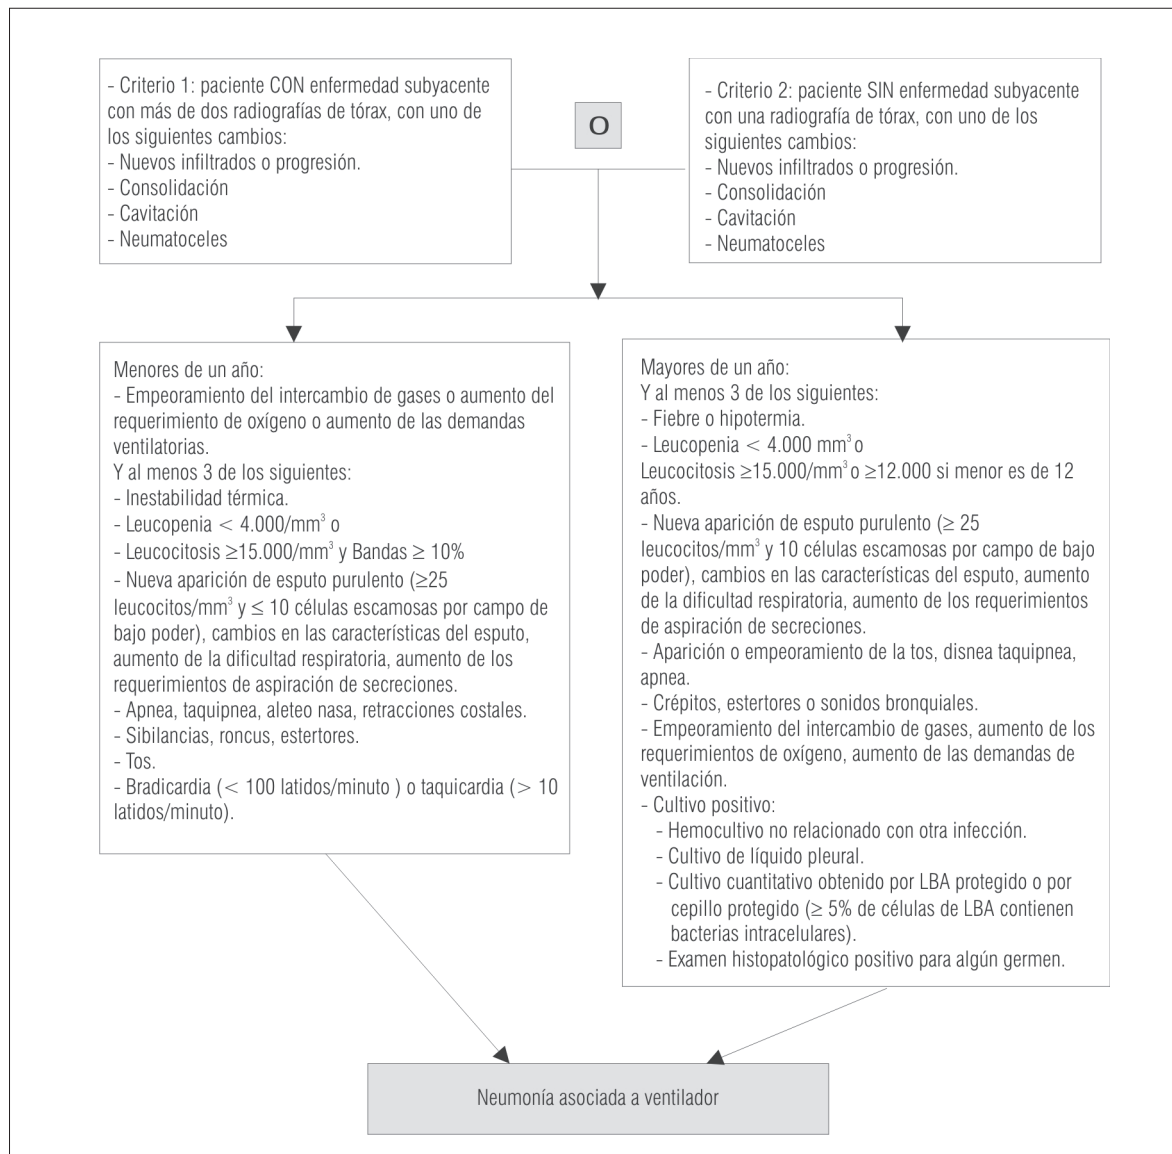 - Criterio 1: paciente CON enfermedad subyacente
con más de dos radiografías de tórax, con uno de
los siguientes cambios:
- Nuevos infiltrados o progresión.
- Consolidación
- Cavitación
- Neumatoceles
O
- Criterio 2: paciente SIN enfermedad subyacente
con una radiografía de tórax, con uno de los
siguientes cambios:
- Nuevos infiltrados o progresión.
- Consolidación
- Cavitación
- Neumatoceles
Menores de un año:
- Empeoramiento del intercambio de gases o aumento del
requerimiento de oxígeno o aumento de las demandas
ventilatorias.
Y al menos 3 de los siguientes:
- Inestabilidad térmica.
- Leucopenia < 4.000/mm³ o
- Leucocitosis ≥15.000/mm³ y Bandas ≥ 10%
- Nueva aparición de esputo purulento (≥25
leucocitos/mm³ y ≤ 10 células escamosas por campo de
bajo poder), cambios en las características del esputo,
aumento de la dificultad respiratoria, aumento de los
requerimientos de aspiración de secreciones.
- Apnea, taquipnea, aleteo nasa, retracciones costales.
- Sibilancias, roncus, estertores.
- Tos.
- Bradicardia (< 100 latidos/minuto ) o taquicardia (> 10
latidos/minuto).
Mayores de un año:
Y al menos 3 de los siguientes:
- Fiebre o hipotermia.
- Leucopenia < 4.000 mm³ o
Leucocitosis ≥15.000/mm³ o ≥12.000 si menor es de 12
años.
- Nueva aparición de esputo purulento (≥ 25
leucocitos/mm³ y 10 células escamosas por campo de bajo
poder), cambios en las características del esputo, aumento
de la dificultad respiratoria, aumento de los requerimientos
de aspiración de secreciones.
- Aparición o empeoramiento de la tos, disnea taquipnea,
apnea.
- Crépitos, estertores o sonidos bronquiales.
- Empeoramiento del intercambio de gases, aumento de los
requerimientos de oxígeno, aumento de las demandas de
ventilación.
- Cultivo positivo:
- Hemocultivo no relacionado con otra infección.
- Cultivo de líquido pleural.
- Cultivo cuantitativo obtenido por LBA protegido o por
cepillo protegido (≥ 5% de células de LBA contienen
bacterias intracelulares).
- Examen histopatológico positivo para algún germen.
Neumonía asociada a ventilador